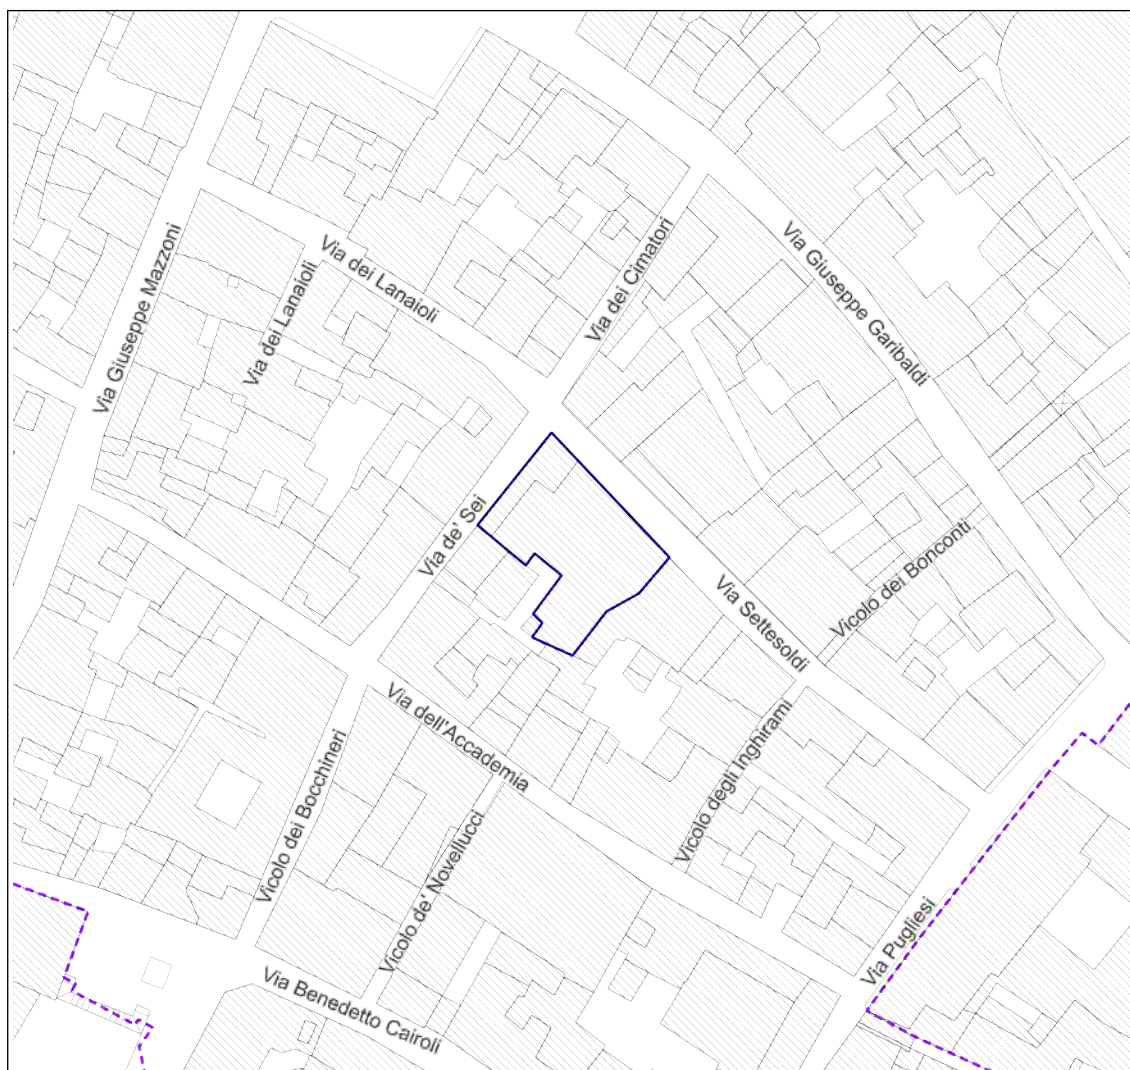 Via Giuseppe Mazzoni
Via dei Lanaioli
Via dei Lanaioli
Via dei Cimatori
Via Giuseppe Garibaldi
Via de' Sei
Vicolo dei Bonconti
Via Settesoldi
Via dell'Accademia
Vicolo degli Inghirami
Vicolo dei Bocchineri
Vicolo de' Novellucci
Via Pugliesi
Via Benedetto Cairoli